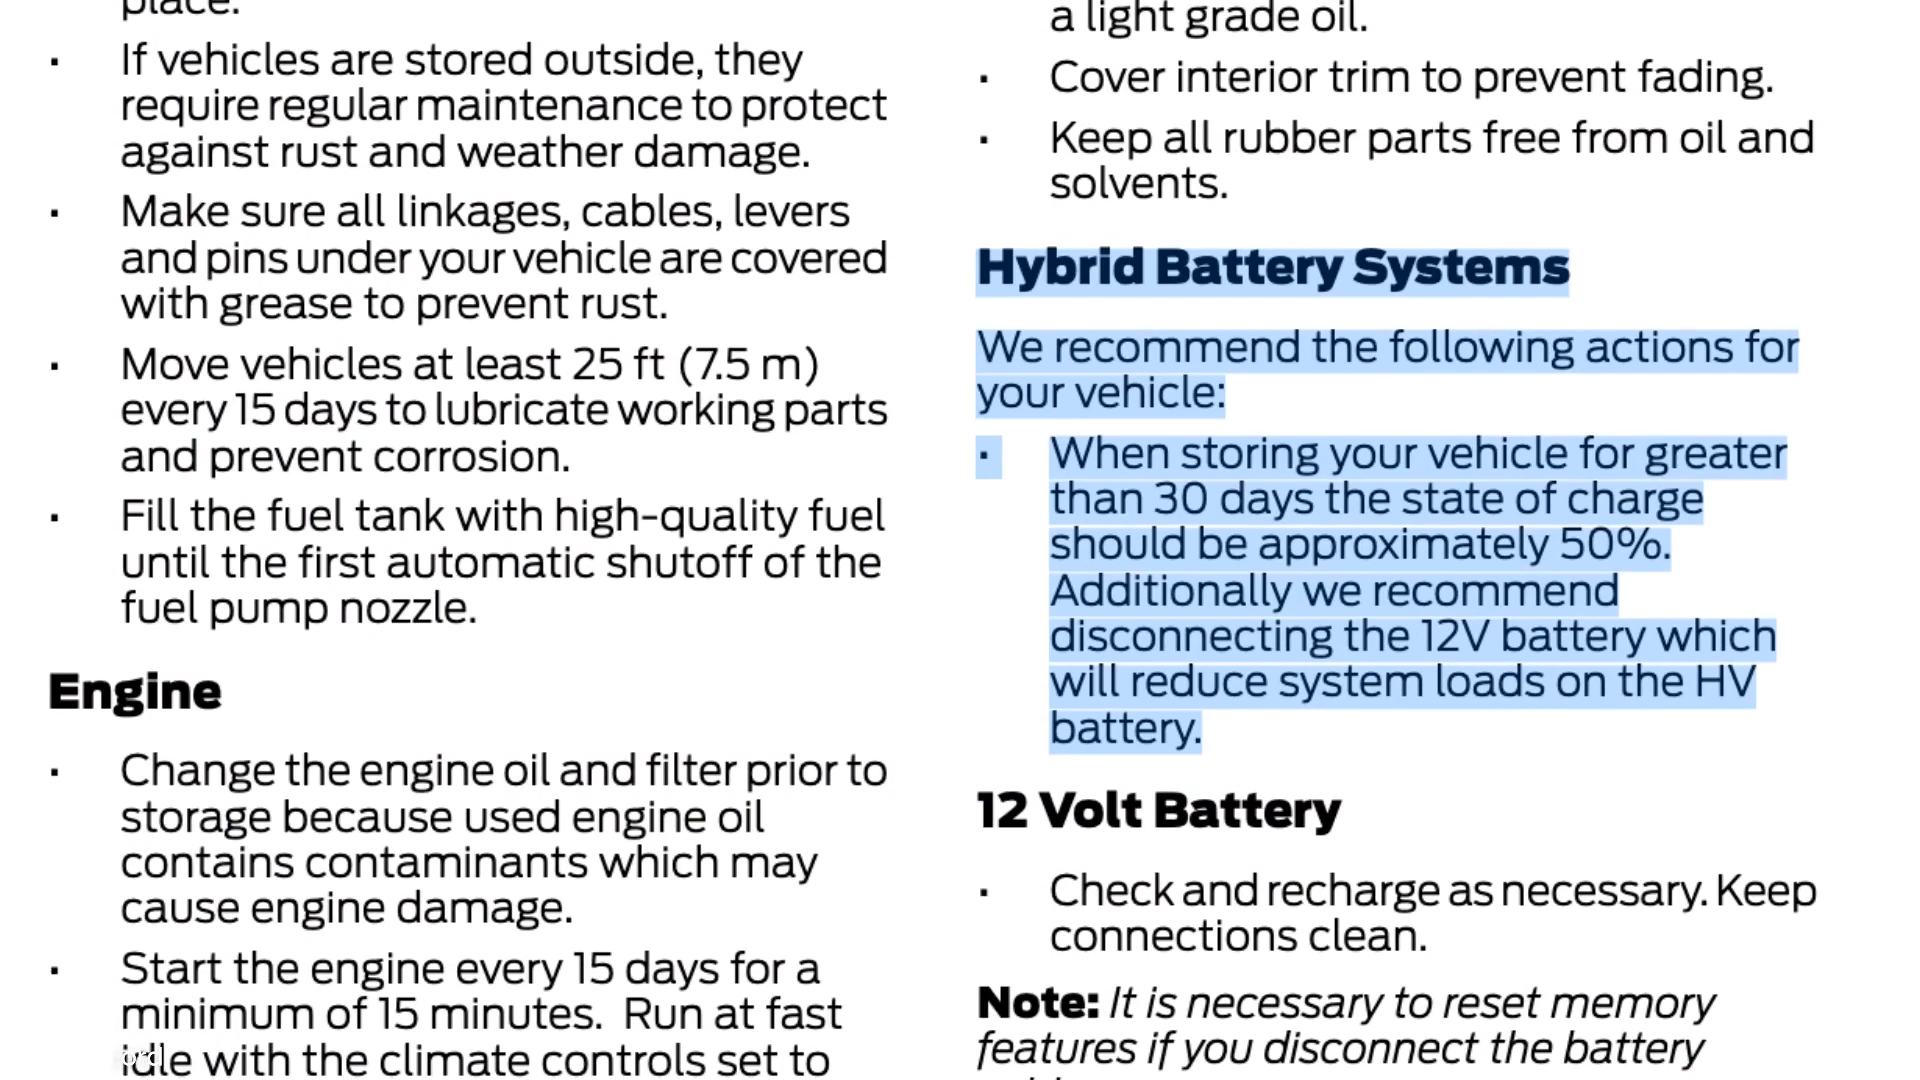 place.
· If vehicles are stored outside, they
require regular maintenance to protect
against rust and weather damage.
· Make sure all linkages, cables, levers
and pins under your vehicle are covered
with grease to prevent rust.
· Move vehicles at least 25 ft (7.5 m)
every 15 days to lubricate working parts
and prevent corrosion.
· Fill the fuel tank with high-quality fuel
until the first automatic shutoff of the
fuel pump nozzle.
Engine
· Change the engine oil and filter prior to
storage because used engine oil
contains contaminants which may
cause engine damage.
· Start the engine every 15 days for a
minimum of 15 minutes. Run at fast
idle with the climate controls set to
a light grade oil.
· Cover interior trim to prevent fading.
· Keep all rubber parts free from oil and
solvents.
Hybrid Battery Systems
We recommend the following actions for
your vehicle:
· When storing your vehicle for greater
than 30 days the state of charge
should be approximately 50%.
Additionally we recommend
disconnecting the 12V battery which
will reduce system loads on the HV
battery.
12 Volt Battery
· Check and recharge as necessary. Keep
connections clean.
Note: It is necessary to reset memory
features if you disconnect the battery